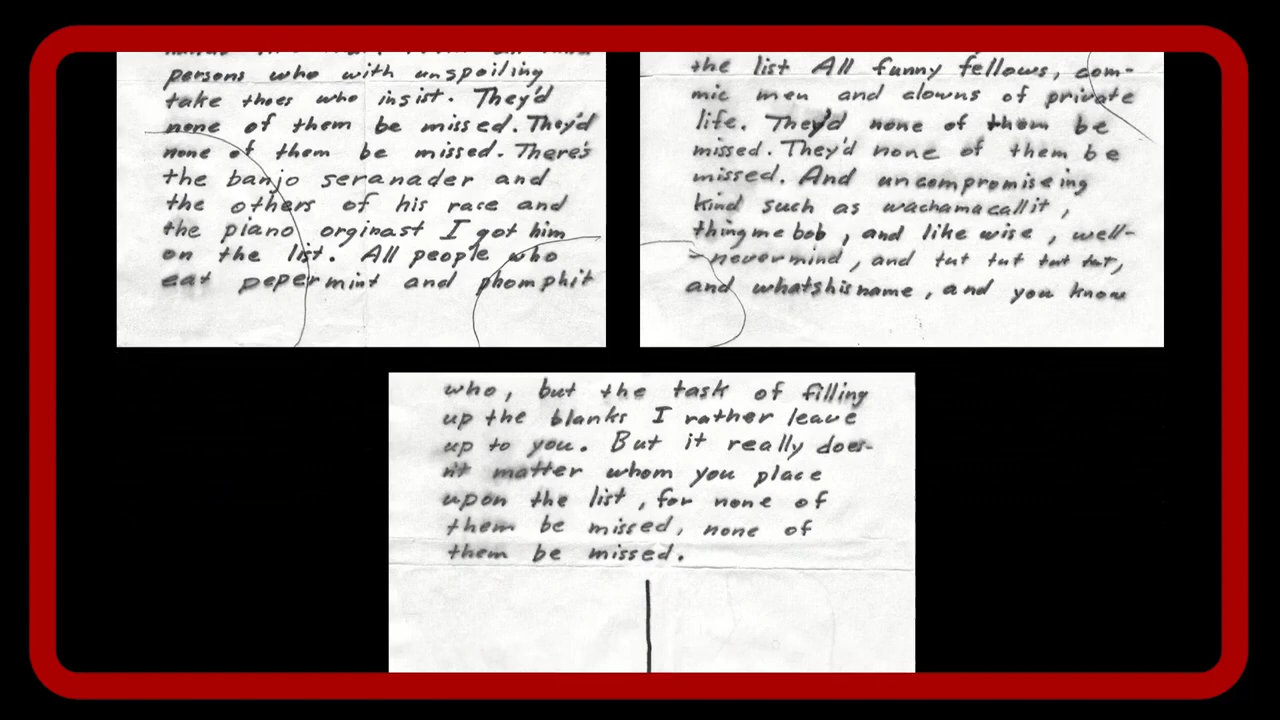 persons who with unspoiling
take thoes who insist. They'd
none of them be missed. They'd
none of them be missed. There's
the banjo seranader and
the others of his race and
the piano orginast I got him
on the list. All people who
eat pepermint and phomphit
the list All funny fellows, com-
mic men and clowns of private
life. They'd none of them be
missed. They'd none of them be
missed. And uncompromiseing
kind such as wachamacallit,
thingmebob, and like wise, well-
-nevermind, and tut tut tut tut,
and whatshisname, and you know
who, but the task of filling
up the blanks I rather leave
up to you. But it really does-
n't matter whom you place
upon the list, for none of
them be missed, none of
them be missed.